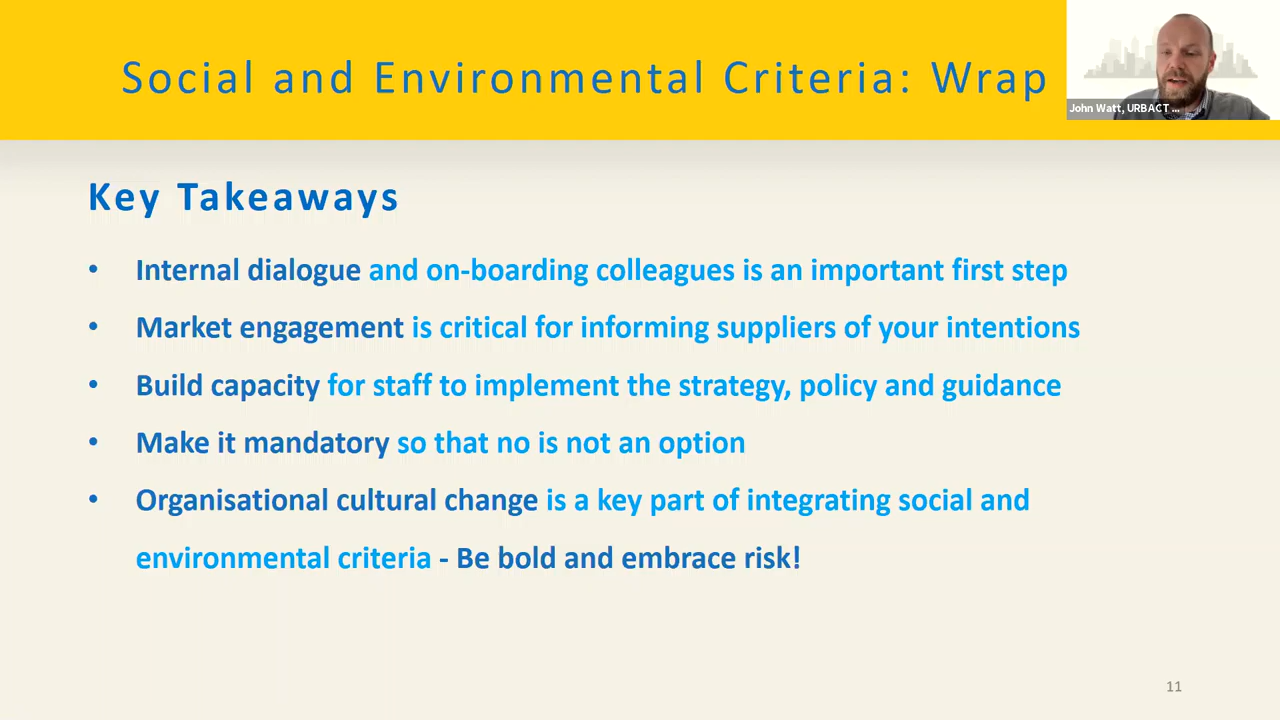 Social and Environmental Criteria: Wrap
John Watt, URBACT ...
Key Takeaways
• Internal dialogue and on-boarding colleagues is an important first step
• Market engagement is critical for informing suppliers of your intentions
• Build capacity for staff to implement the strategy, policy and guidance
• Make it mandatory so that no is not an option
• Organisational cultural change is a key part of integrating social and
environmental criteria - Be bold and embrace risk!
11